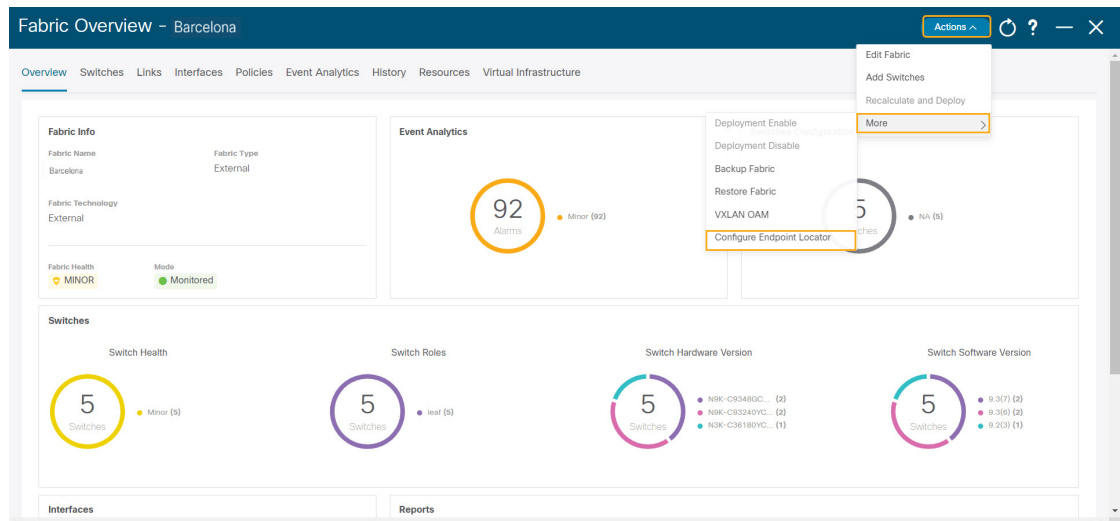 Fabric Overview - Barcelona
Actions
?
Overview Switches Links Interfaces Policies Event Analytics History Resources Virtual Infrastructure
Edit Fabric
Add Switches
Recalculate and Deploy
More
Deployment Enable
Deployment Disable
Backup Fabric
Restore Fabric
VXLAN OAM
Configure Endpoint Locator
Fabric Info
Fabric Name Fabric Type
Barcelona External
Fabric Technology
External
Fabric Health Mode
MINOR Monitored
Event Analytics
92
Alarms
Minor (92)
5
ches
NA (5)
Switches
Switch Health
5
Switches
Minor (5)
Switch Roles
5
Switches
leaf (5)
Switch Hardware Version
5
Switches
N9K-C9348GC... (2)
N9K-C93240YC... (2)
N3K-C36180YC... (1)
Switch Software Version
5
Switches
9.3(7) (2)
9.3(6) (2)
9.2(3) (1)
Interfaces
Reports